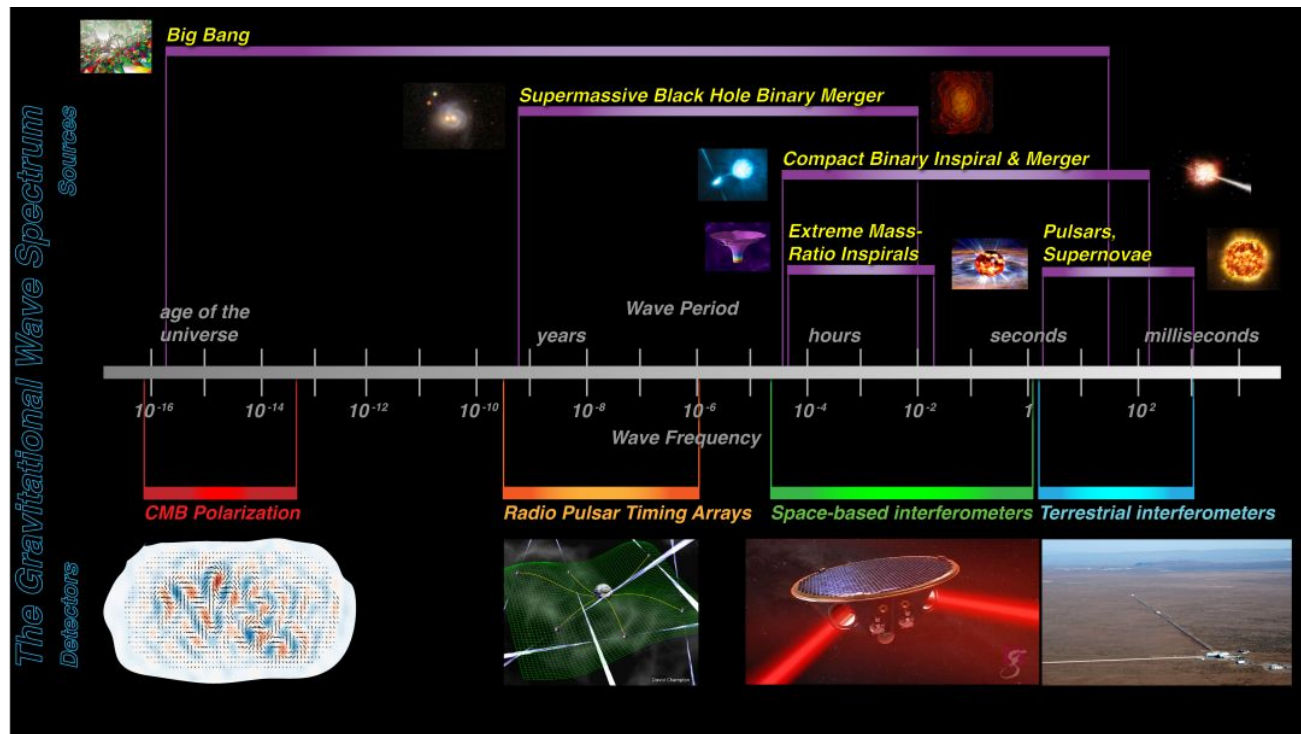 The Gravitational Wave Spectrum
Sources
Detectors
Big Bang
Supermassive Black Hole Binary Merger
Compact Binary Inspiral & Merger
Extreme Mass-
Ratio Inspirals
Pulsars,
Supernovae
age of the
universe
Wave Period
years
hours
seconds
milliseconds
10⁻¹⁶
10⁻¹⁴
10⁻¹²
10⁻¹⁰
10⁻⁸
10⁻⁶
10⁻⁴
10⁻²
1
10²
Wave Frequency
CMB Polarization
Radio Pulsar Timing Arrays
Space-based interferometers
Terrestrial interferometers
David Champion